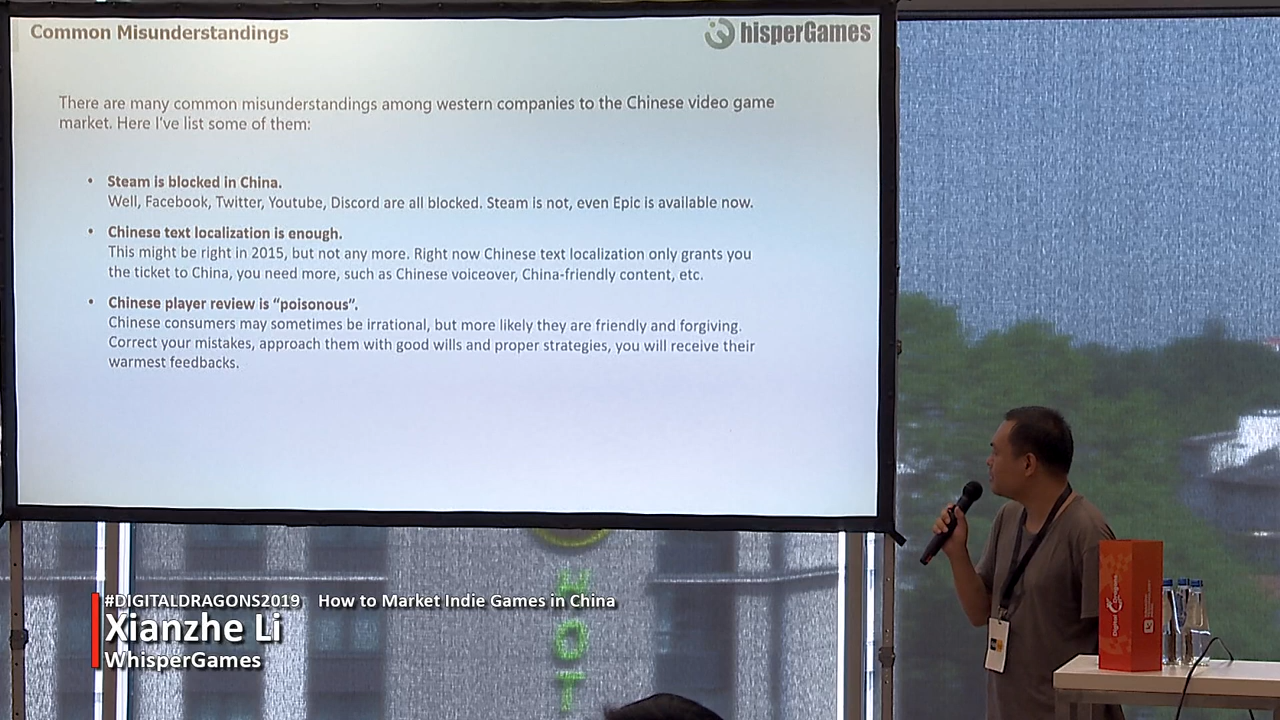 Common Misunderstandings
hisperGames
There are many common misunderstandings among western companies to the Chinese video game
market. Here I've list some of them:
• Steam is blocked in China.
Well, Facebook, Twitter, Youtube, Discord are all blocked. Steam is not, even Epic is available now.
• Chinese text localization is enough.
This might be right in 2015, but not any more. Right now Chinese text localization only grants you
the ticket to China, you need more, such as Chinese voiceover, China-friendly content, etc.
• Chinese player review is “poisonous”.
Chinese consumers may sometimes be irrational, but more likely they are friendly and forgiving.
Correct your mistakes, approach them with good wills and proper strategies, you will receive their
warmest feedbacks.
#DIGITALDRAGONS2019 How to Market Indie Games in China
Xianzhe Li
WhisperGames
HOT
Digital Dragons